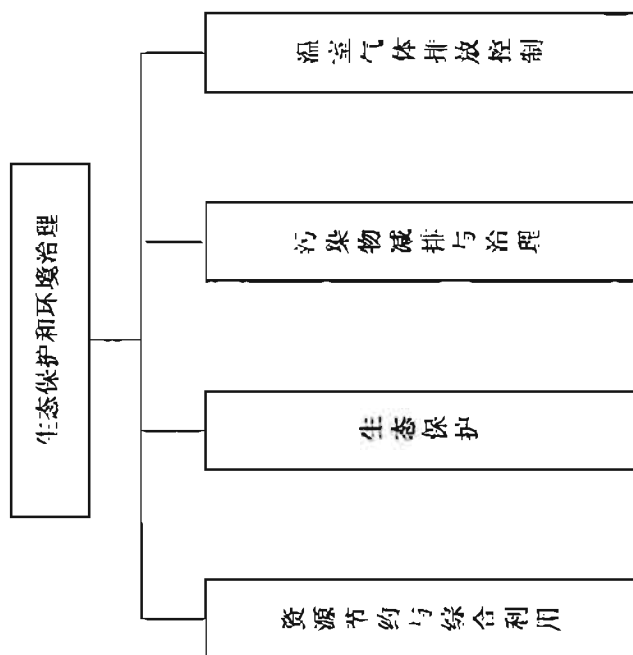 生态保护和环境治理
资源节约与综合利用
生态保护
污染物减排与治理
温室气体排放控制